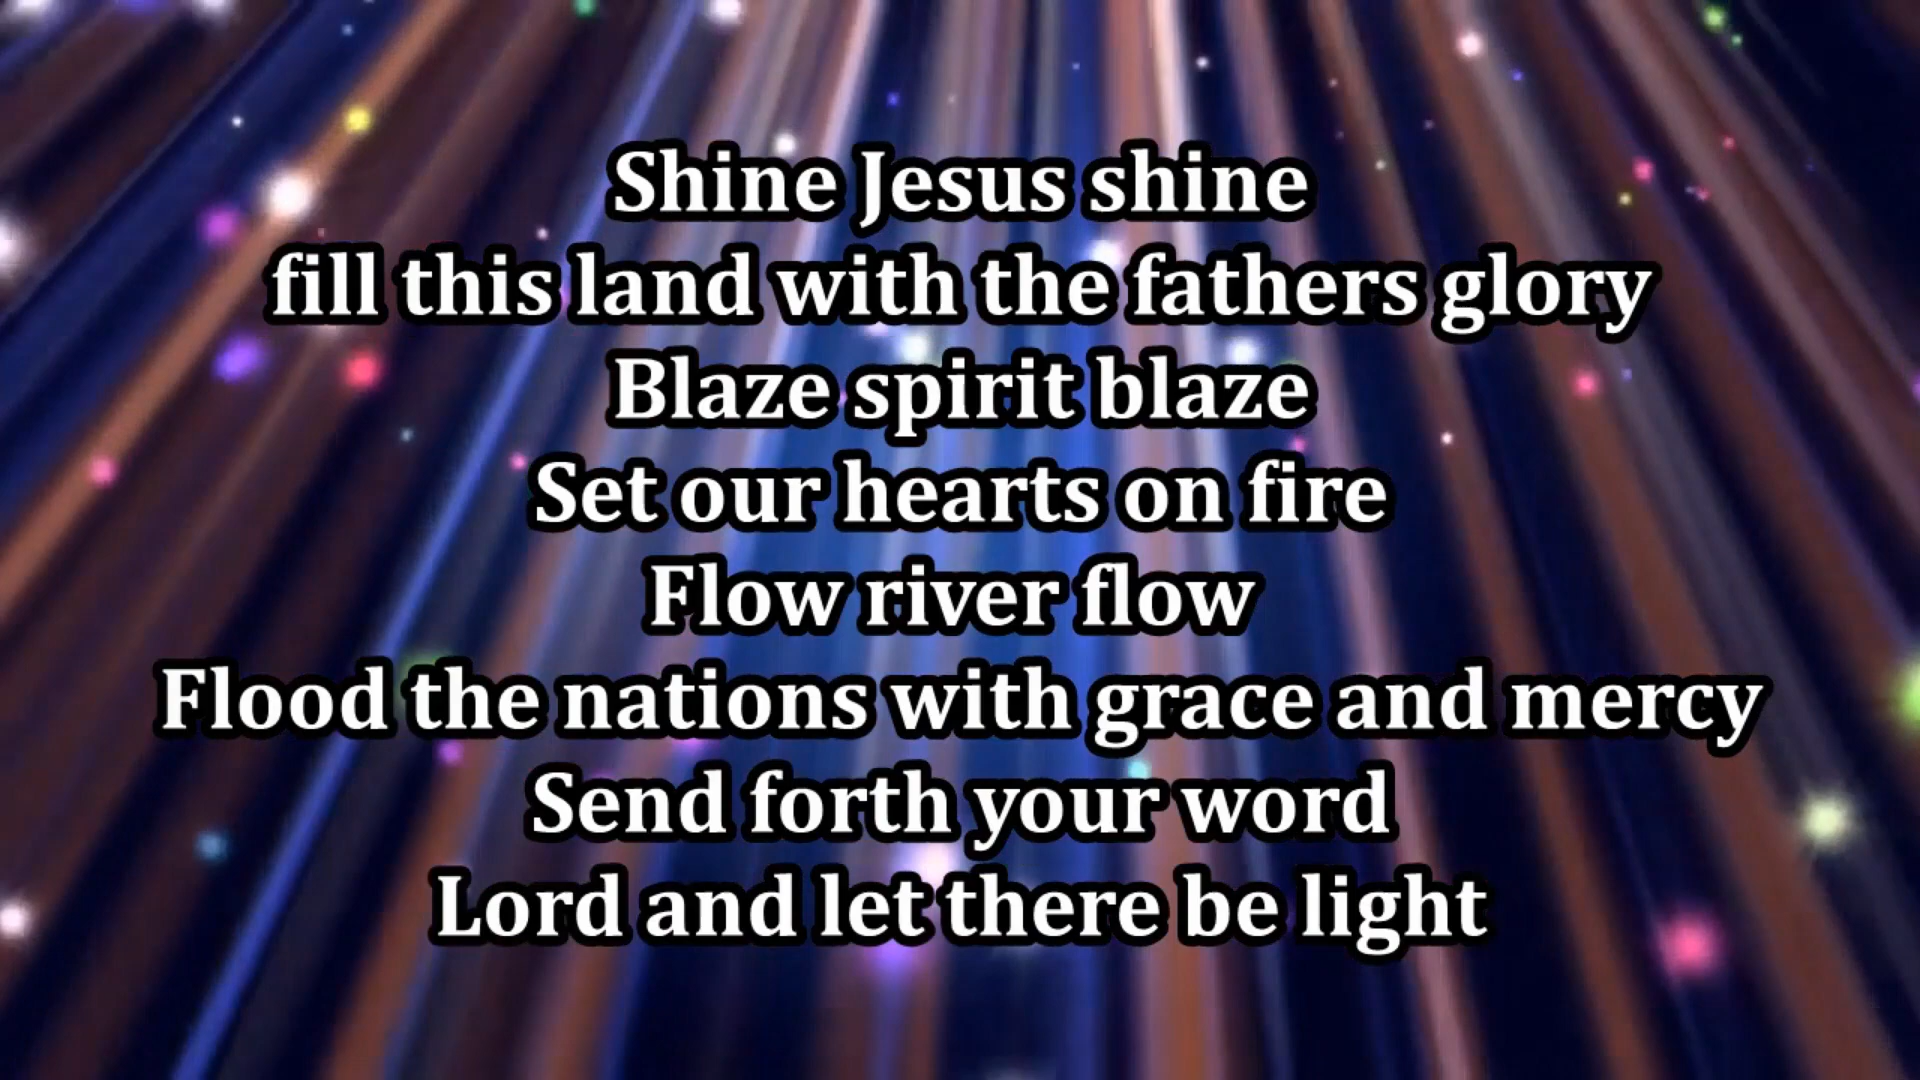 Shine Jesus shine
fill this land with the fathers glory
Blaze spirit blaze
Set our hearts on fire
Flow river flow
Flood the nations with grace and mercy
Send forth your word
Lord and let there be light